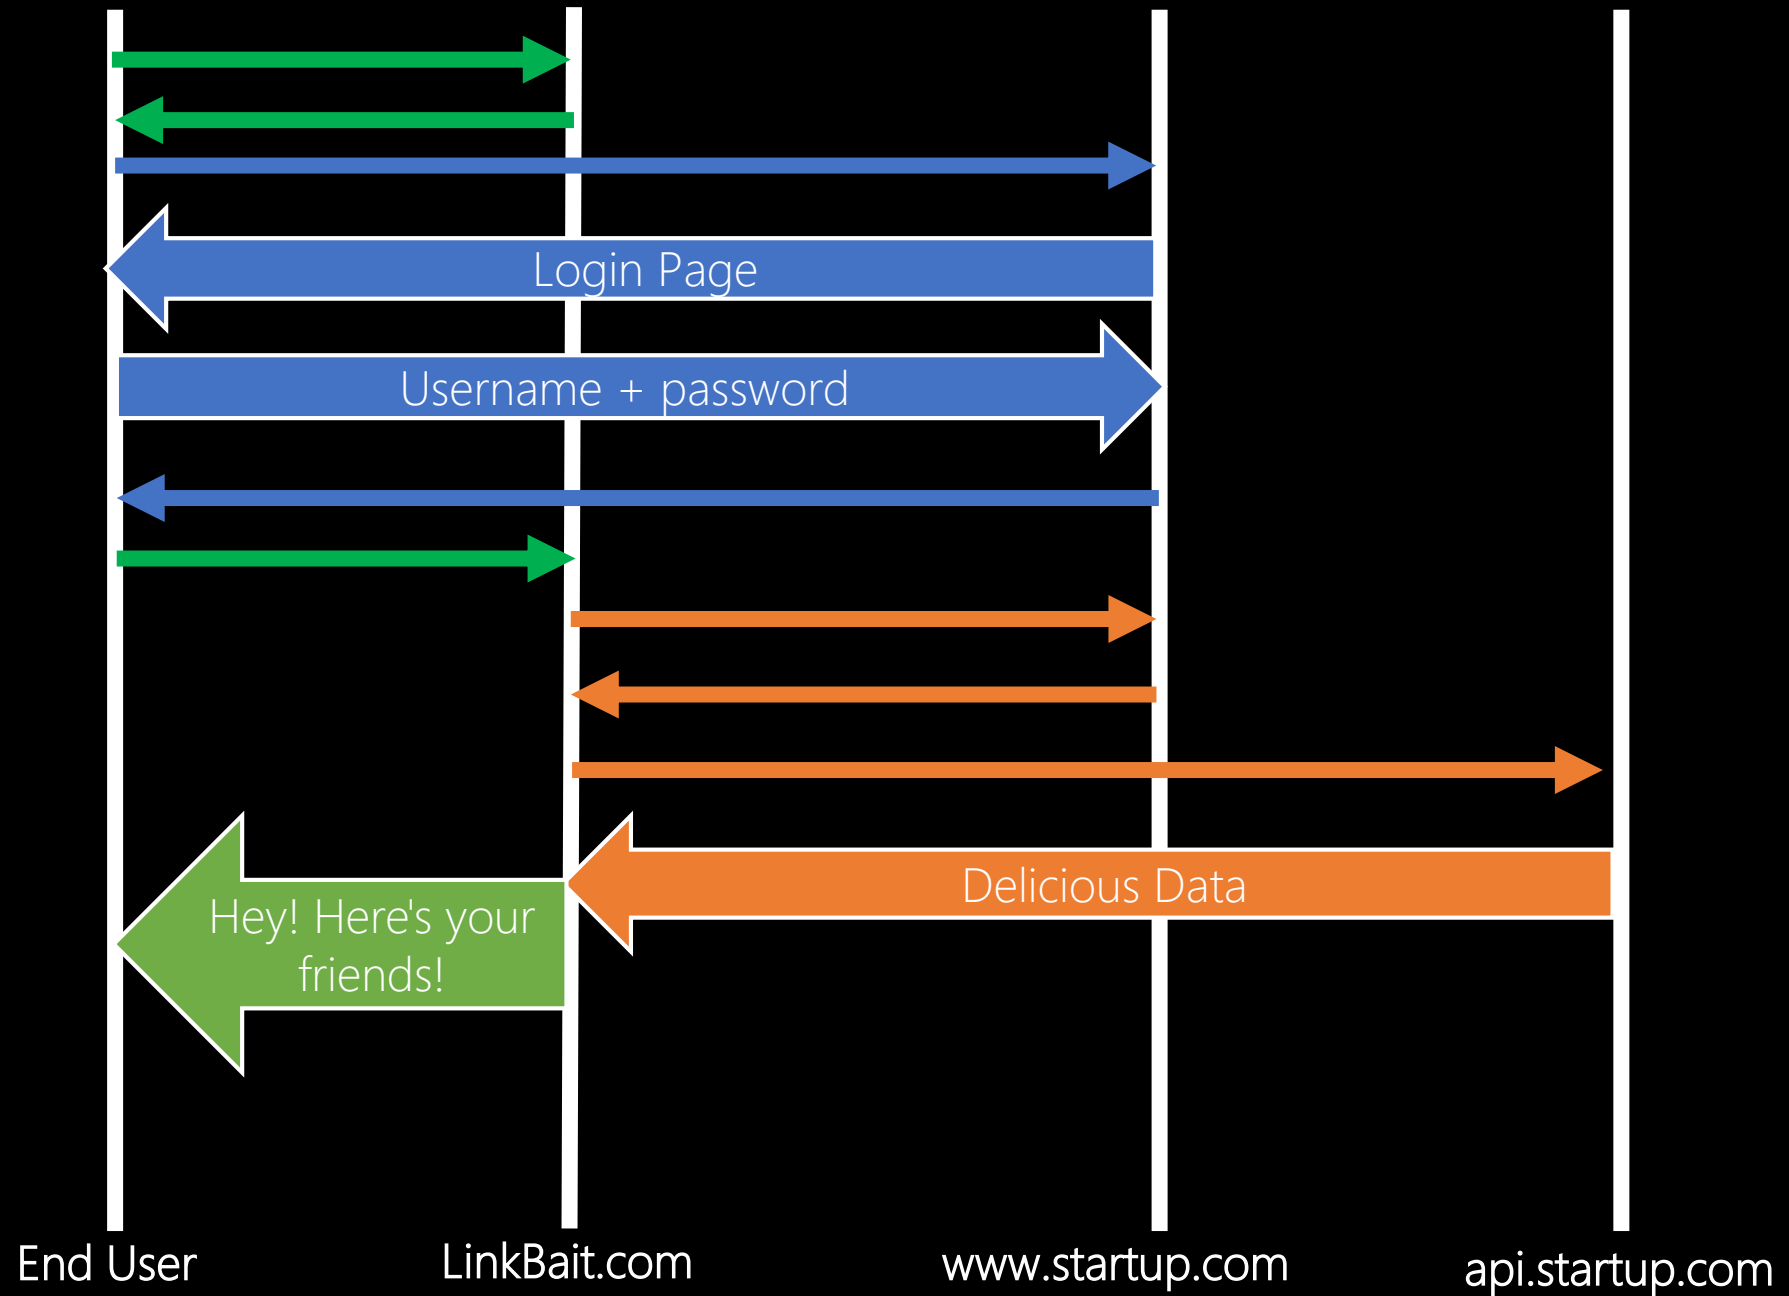 Login Page
Username + password
Delicious Data
Hey! Here's your
friends!
End User
LinkBait.com
www.startup.com
api.startup.com